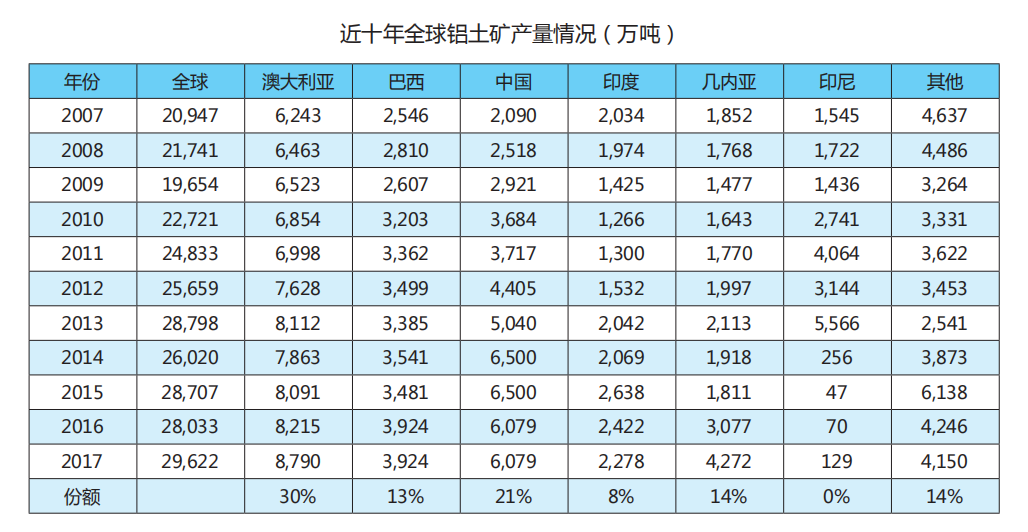 近十年全球铝土矿产量情况（万吨）
年份 全球 澳大利亚 巴西 中国 印度 几内亚 印尼 其他
2007 20,947 6,243 2,546 2,090 2,034 1,852 1,545 4,637
2008 21,741 6,463 2,810 2,518 1,974 1,768 1,722 4,486
2009 19,654 6,523 2,607 2,921 1,425 1,477 1,436 3,264
2010 22,721 6,854 3,203 3,684 1,266 1,643 2,741 3,331
2011 24,833 6,998 3,362 3,717 1,300 1,770 4,064 3,622
2012 25,659 7,628 3,499 4,405 1,532 1,997 3,144 3,453
2013 28,798 8,112 3,385 5,040 2,042 2,113 5,566 2,541
2014 26,020 7,863 3,541 6,500 2,069 1,918 256 3,873
2015 28,707 8,091 3,481 6,500 2,638 1,811 47 6,138
2016 28,033 8,215 3,924 6,079 2,422 3,077 70 4,246
2017 29,622 8,790 3,924 6,079 2,278 4,272 129 4,150
份额 30% 13% 21% 8% 14% 0% 14%